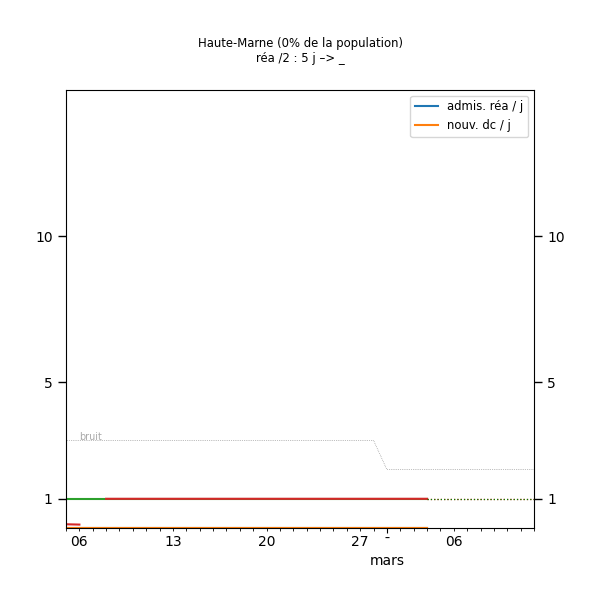 Haute-Marne (0% de la population)
réa /2 : 5 j –> _
admis. réa / j
nouv. dc / j
10 10
5 5
bruit
1 1
06 13 20 27 - 06
mars